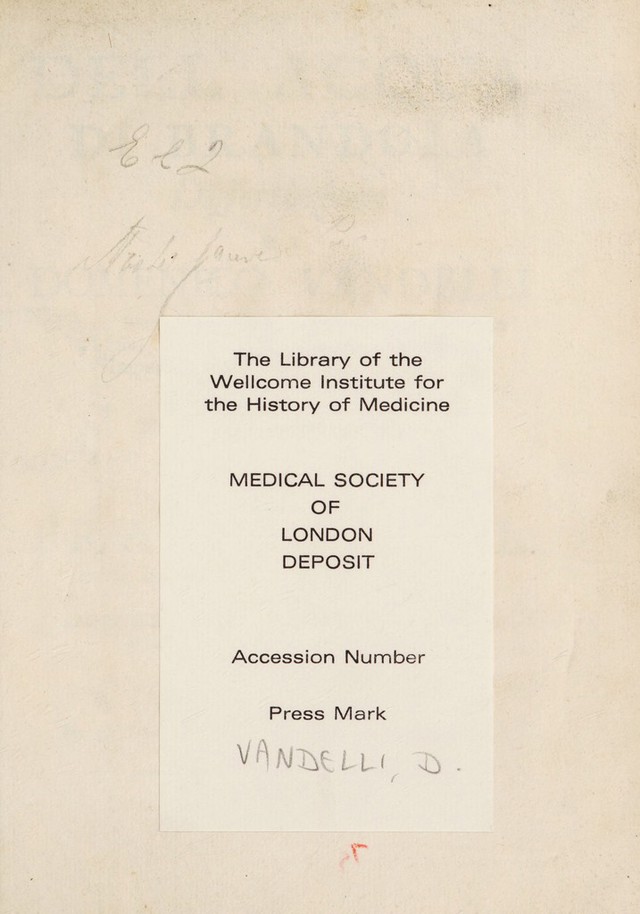 E e 2
The Library of the
Wellcome Institute for
the History of Medicine
MEDICAL SOCIETY
OF
LONDON
DEPOSIT
Accession Number
Press Mark
VANDELLI, D.